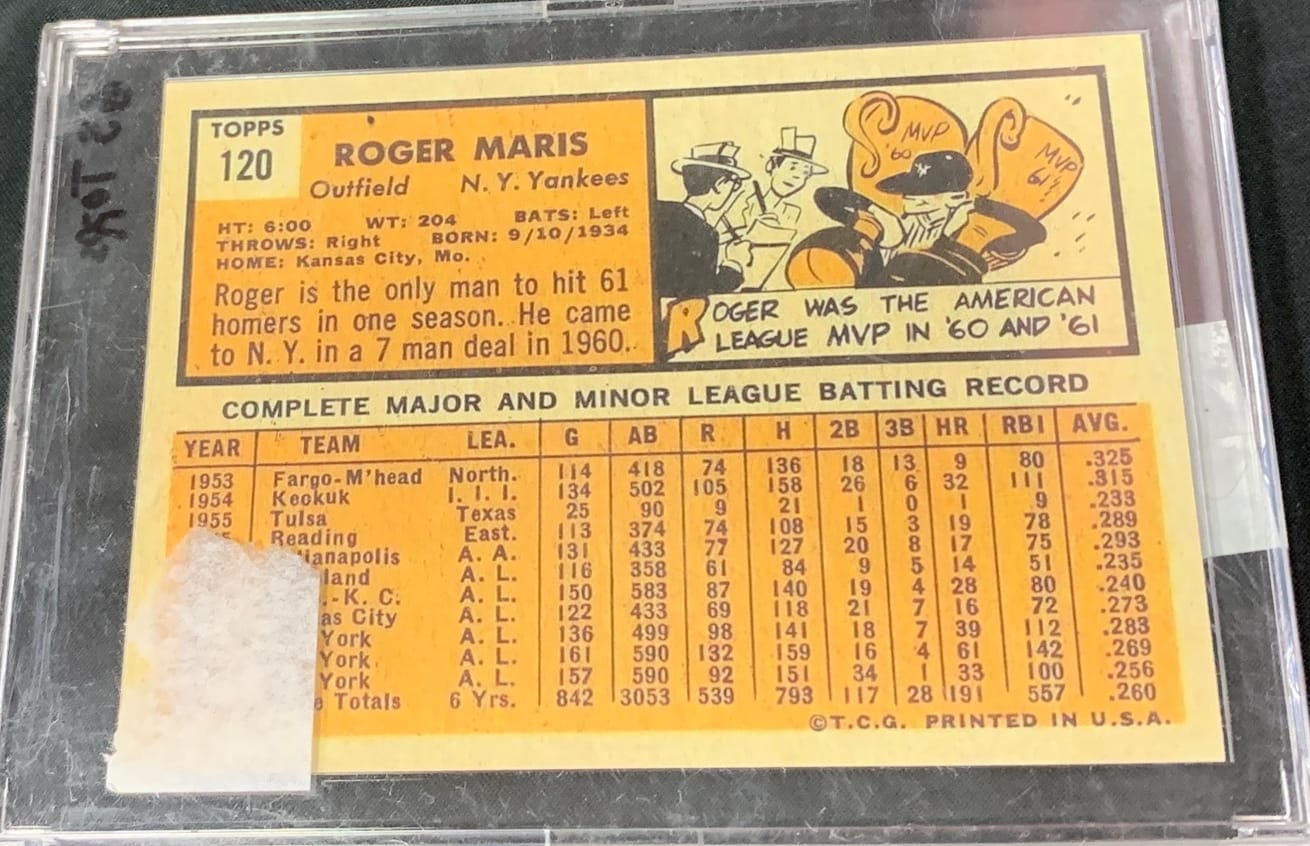 TOPPS
120
ROGER MARIS
Outfield N. Y. Yankees
HT: 6:00 WT: 204 BATS: Left
THROWS: Right BORN: 9/10/1934
HOME: Kansas City, Mo.
Roger is the only man to hit 61
homers in one season. He came
to N. Y. in a 7 man deal in 1960.
MVP
'60
MVP
61
ROGER WAS THE AMERICAN
LEAGUE MVP IN '60 AND '61
COMPLETE MAJOR AND MINOR LEAGUE BATTING RECORD
YEAR TEAM LEA. G AB R H 2B 3B HR RBI AVG.
1953 Fargo-M'head North. 114 418 74 136 18 13 9 80 .325
1954 Keokuk I. I. I. 134 502 105 158 26 6 32 111 .315
1955 Tulsa Texas 25 90 9 21 1 0 1 9 .233
Reading East. 113 374 74 108 15 3 19 78 .289
ianapolis A. A. 131 433 77 127 20 8 17 75 .293
land A. L. 116 358 61 84 9 5 14 51 .235
.-K. C. A. L. 150 583 87 140 19 4 28 80 .240
as City A. L. 122 433 69 118 21 7 16 72 .273
York A. L. 136 499 98 141 18 7 39 112 .283
York A. L. 161 590 132 159 16 4 61 142 .269
York A. L. 157 590 92 151 34 1 33 100 .256
e Totals 6 Yrs. 842 3053 539 793 117 28 191 557 .260
©T.C.G. PRINTED IN U.S.A.